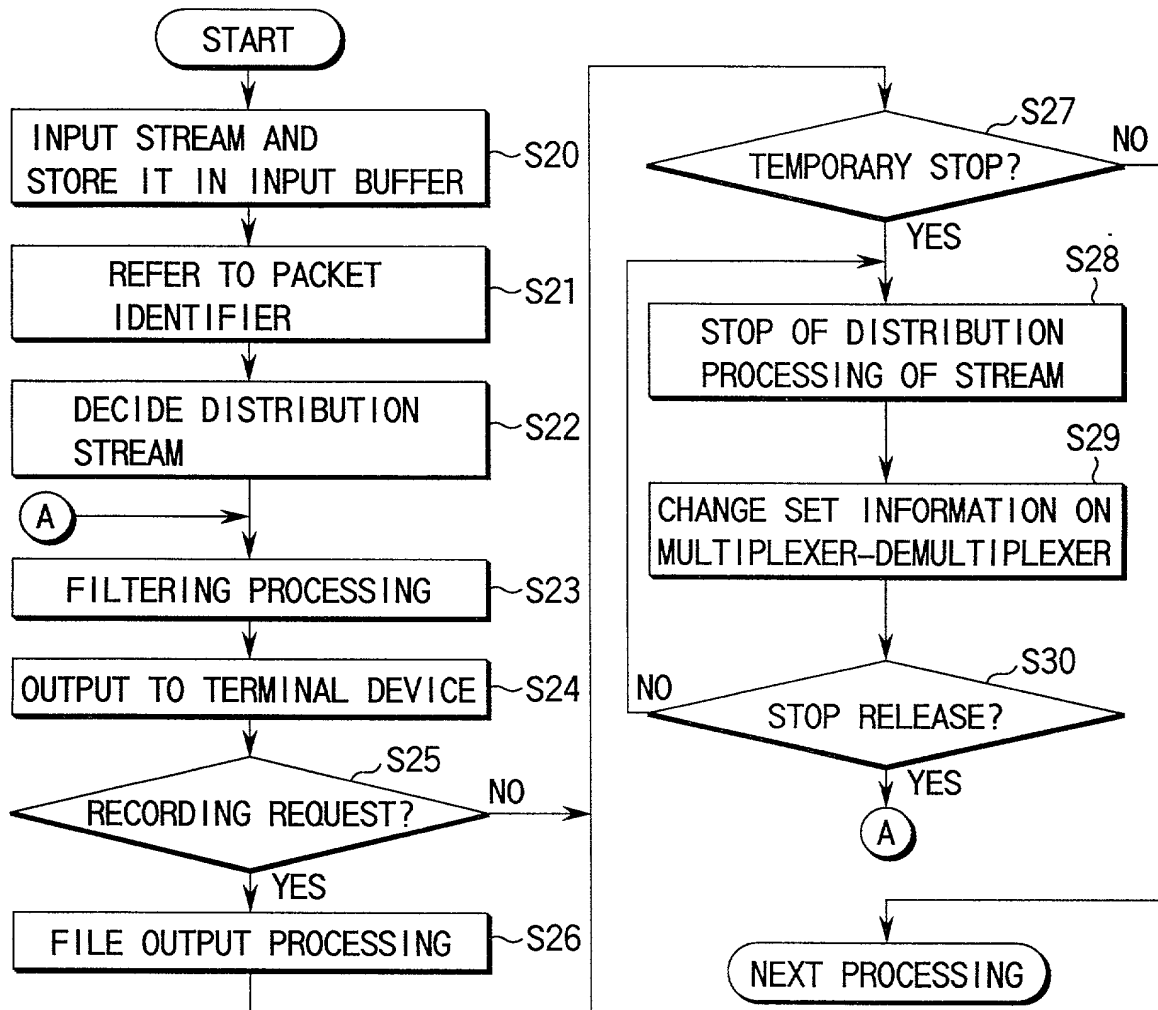 START
INPUT STREAM AND
STORE IT IN INPUT BUFFER
S20
REFER TO PACKET
IDENTIFIER
S21
DECIDE DISTRIBUTION
STREAM
S22
A
FILTERING PROCESSING
S23
OUTPUT TO TERMINAL DEVICE
S24
S25
RECORDING REQUEST?
NO
YES
FILE OUTPUT PROCESSING
S26
S27
TEMPORARY STOP?
NO
YES
S28
STOP OF DISTRIBUTION
PROCESSING OF STREAM
S29
CHANGE SET INFORMATION ON
MULTIPLEXER-DEMULTIPLEXER
S30
NO
STOP RELEASE?
YES
A
NEXT PROCESSING